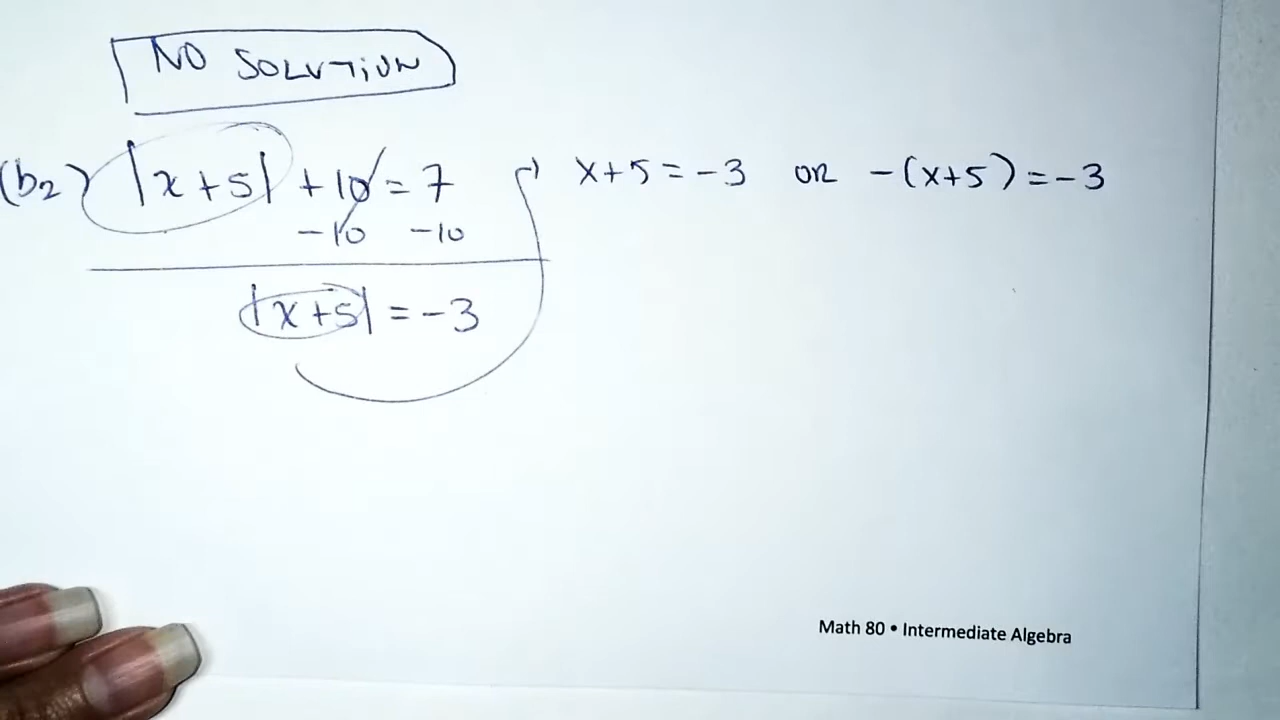 NO SOLUTION
(b2) |x+5| +10 = 7
-10 -10
|x+5| = -3
x+5 = -3 or -(x+5) = -3
Math 80 • Intermediate Algebra